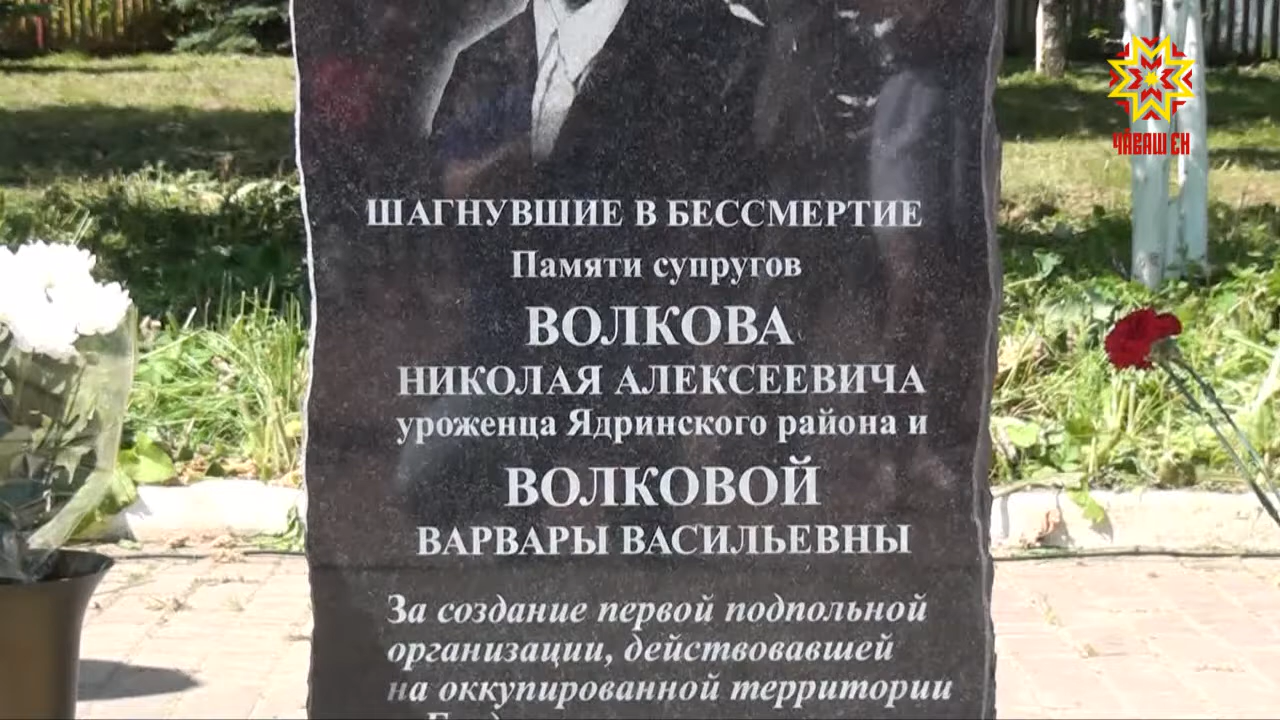 ЧӐВАШ ЕН
ШАГНУВШИЕ В БЕССМЕРТИЕ
Памяти супругов
ВОЛКОВА
НИКОЛАЯ АЛЕКСЕЕВИЧА
уроженца Ядринского района и
ВОЛКОВОЙ
ВАРВАРЫ ВАСИЛЬЕВНЫ
За создание первой подпольной
организации, действовавшей
на оккупированной территории